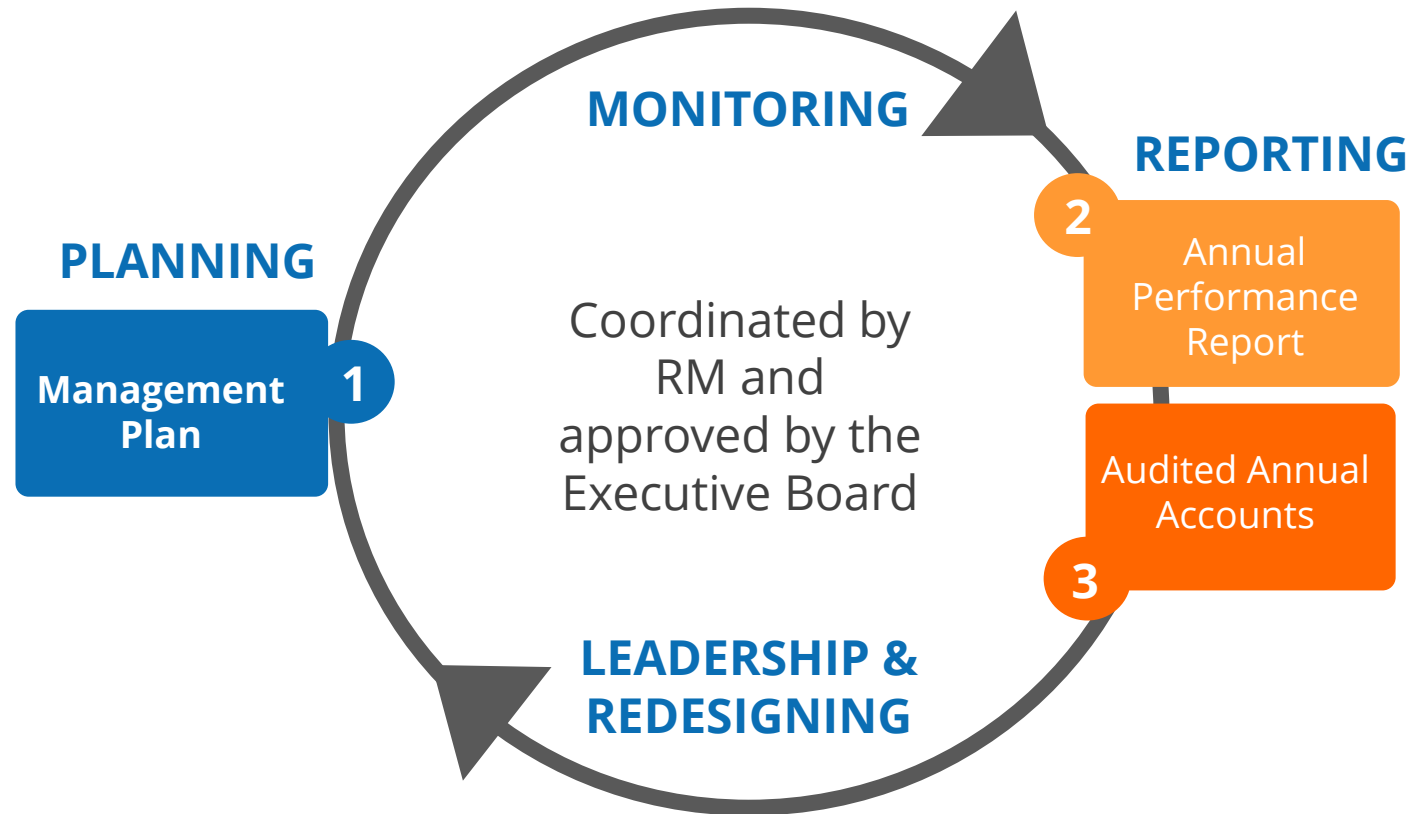 MONITORING
REPORTING
2
Annual
Performance
Report
PLANNING
Management
Plan
1
Coordinated by
RM and
approved by the
Executive Board
Audited Annual
Accounts
3
LEADERSHIP &
REDESIGNING